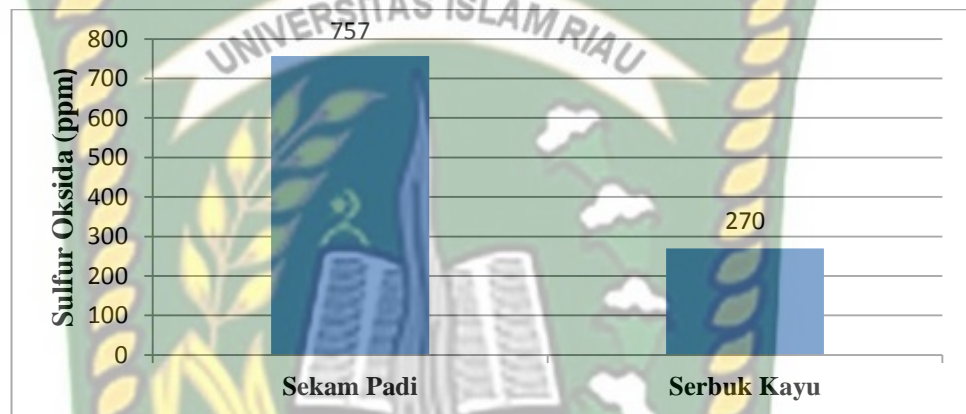 UNIVERSITAS ISLAM RIAU
Sulfur Oksida (ppm)
800
700
600
500
400
300
200
100
0
757
270
Sekam Padi
Serbuk Kayu